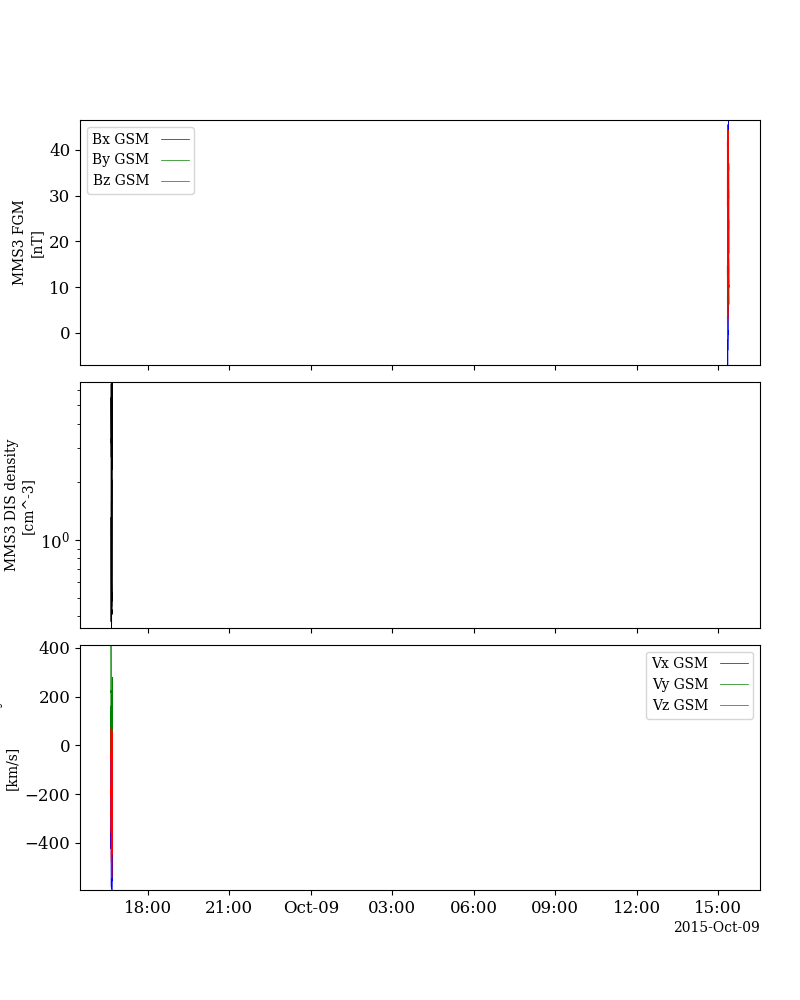 Bx GSM
By GSM
Bz GSM
40
30
20
10
0
MMS3 FGM
[nT]
10^0
MMS3 DIS density
[cm^-3]
Vx GSM
Vy GSM
Vz GSM
400
200
0
−200
−400
[km/s]
18:00 21:00 Oct-09 03:00 06:00 09:00 12:00 15:00
2015-Oct-09